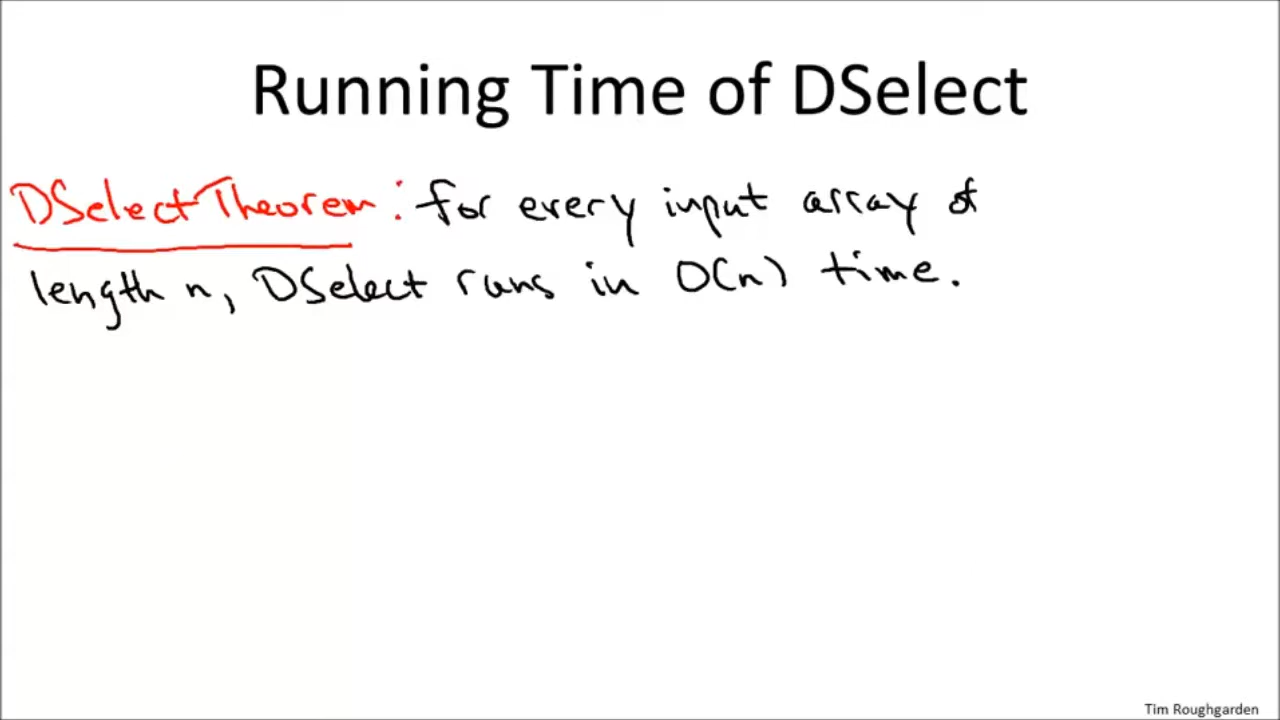 Running Time of DSelect
DSelect Theorem: for every input array of
length n, DSelect runs in O(n) time.
Tim Roughgarden